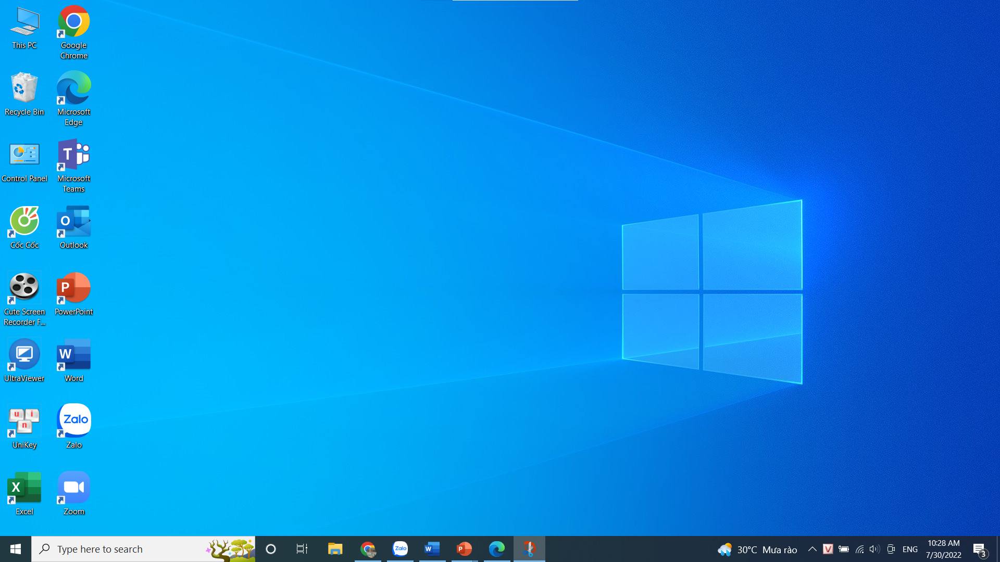 This PC
Google
Chrome
Recycle Bin
Microsoft
Edge
Control Panel
T
Microsoft
Teams
Cốc Cốc
O
Outlook
Cute Screen
Recorder F...
P
PowerPoint
UltraViewer
W
Word
u i
n
UniKey
Zalo
Zalo
X
Excel
Zoom
Type here to search
Zalo
W
P
30°C Mưa rào
V
ENG
10:28 AM
7/30/2022
3